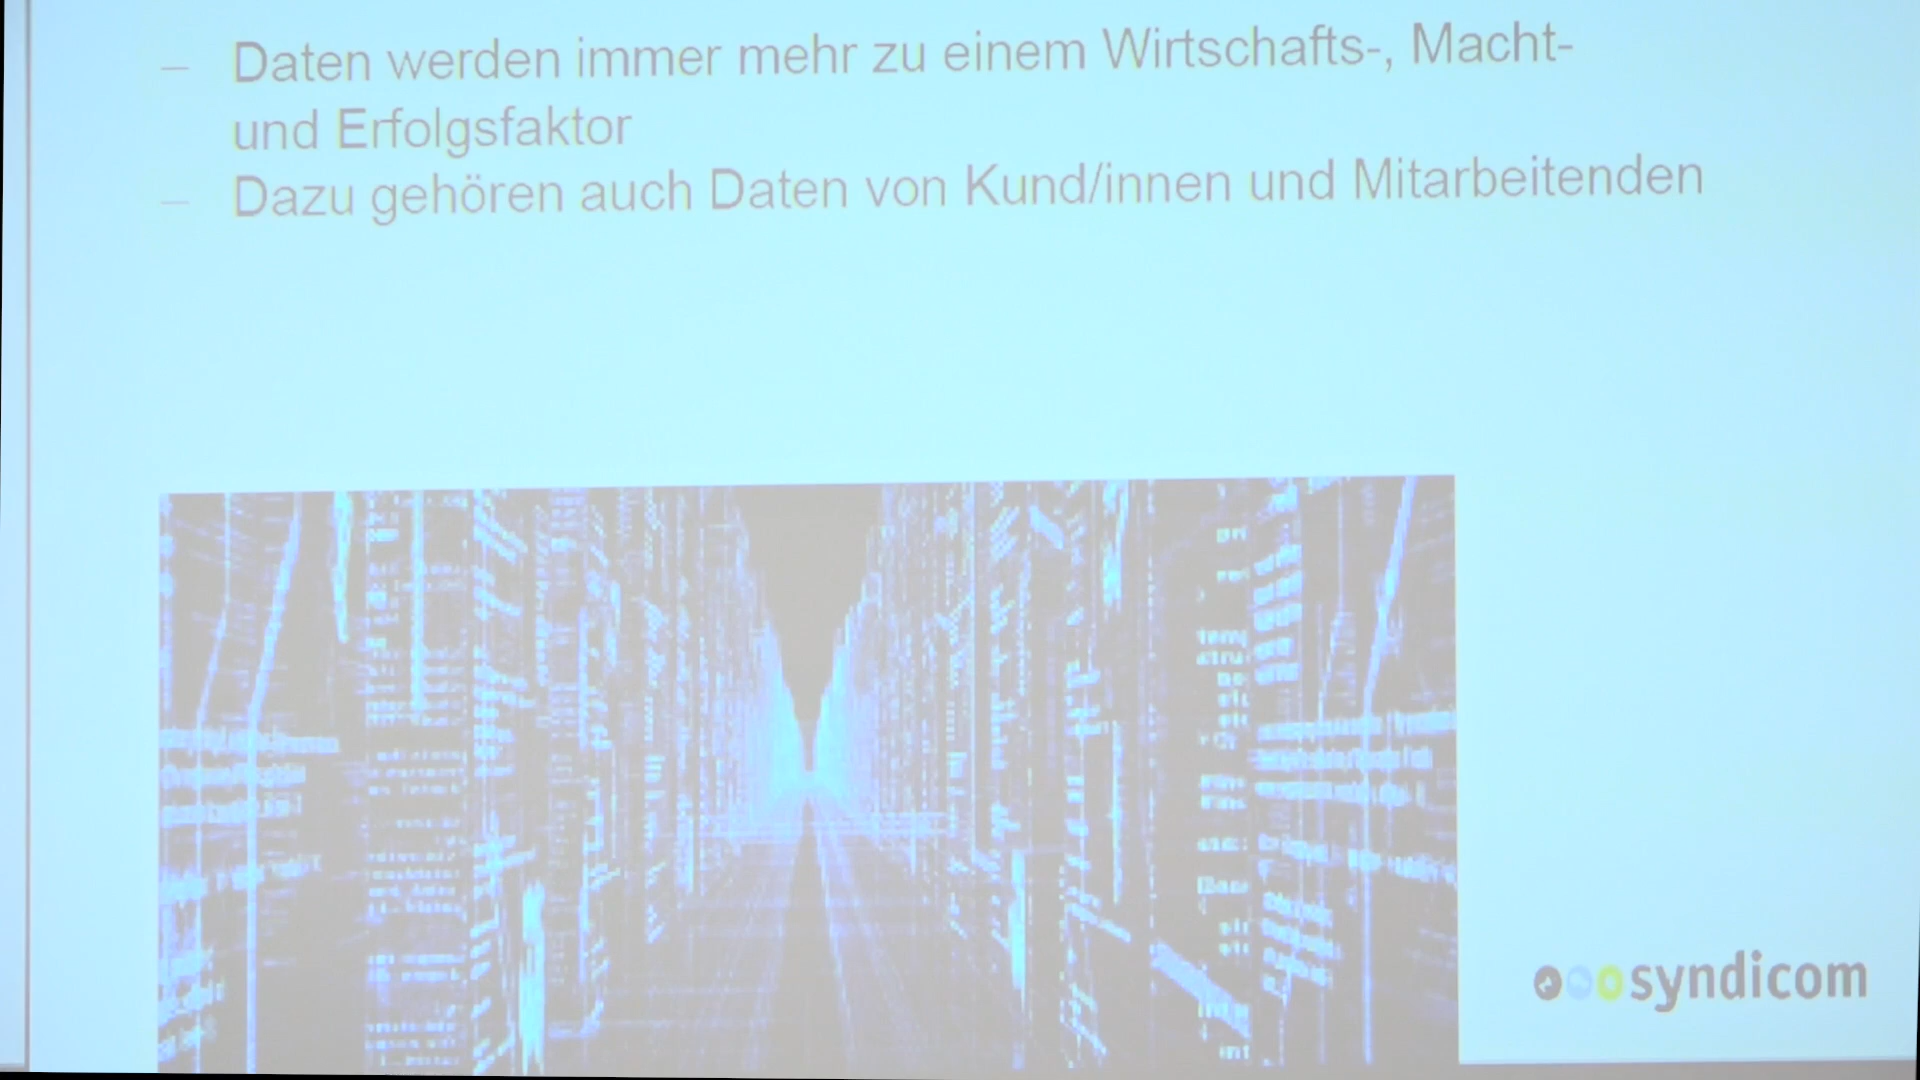 – Daten werden immer mehr zu einem Wirtschafts-, Macht-
und Erfolgsfaktor
– Dazu gehören auch Daten von Kund/innen und Mitarbeitenden
syndicom